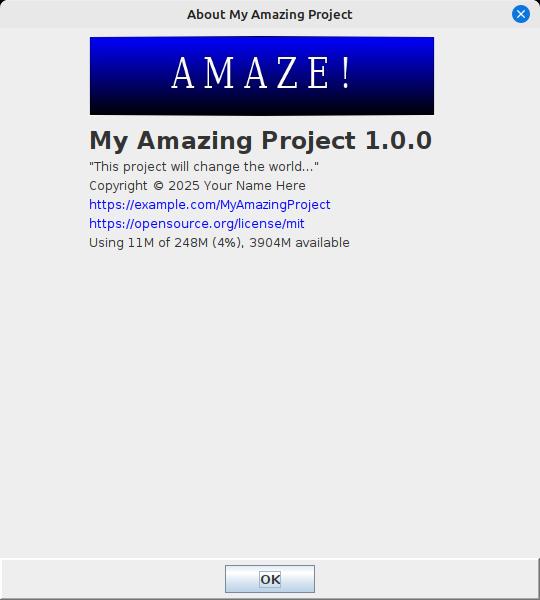 About My Amazing Project
AMAZE!
My Amazing Project 1.0.0
"This project will change the world..."
Copyright © 2025 Your Name Here
https://example.com/MyAmazingProject
https://opensource.org/license/mit
Using 11M of 248M (4%), 3904M available
OK